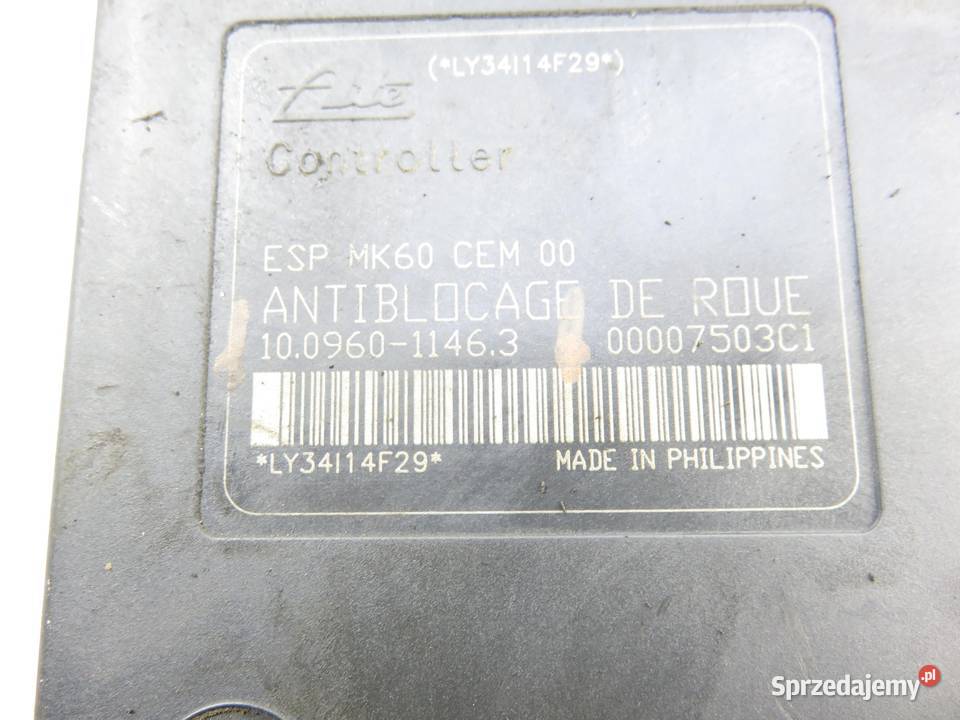 (*LY34I14F29*)
Ate
Controller
ESP MK60 CEM 00
ANTIBLOCAGE DE ROUE
10.0960-1146.3 00007503C1
*LY34I14F29* MADE IN PHILIPPINES
Sprzedajemy.pl